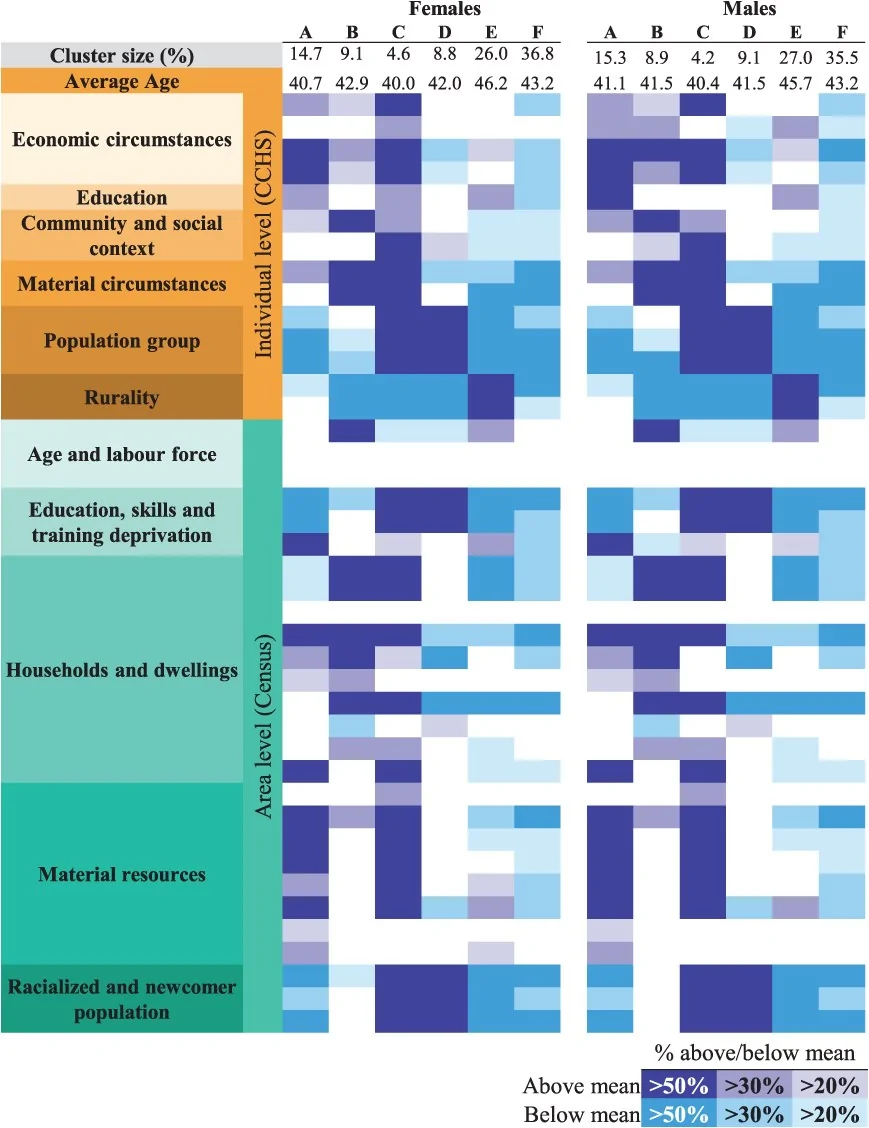 Females Males
A B C D E F A B C D E F
Cluster size (%) 14.7 9.1 4.6 8.8 26.0 36.8 15.3 8.9 4.2 9.1 27.0 35.5
Average Age 40.7 42.9 40.0 42.0 46.2 43.2 41.1 41.5 40.4 41.5 45.7 43.2
Individual level (CCHS)
Economic circumstances
Education
Community and social
context
Material circumstances
Population group
Rurality
Area level (Census)
Age and labour force
Education, skills and
training deprivation
Households and dwellings
Material resources
Racialized and newcomer
population
% above/below mean
Above mean >50% >30% >20%
Below mean >50% >30% >20%